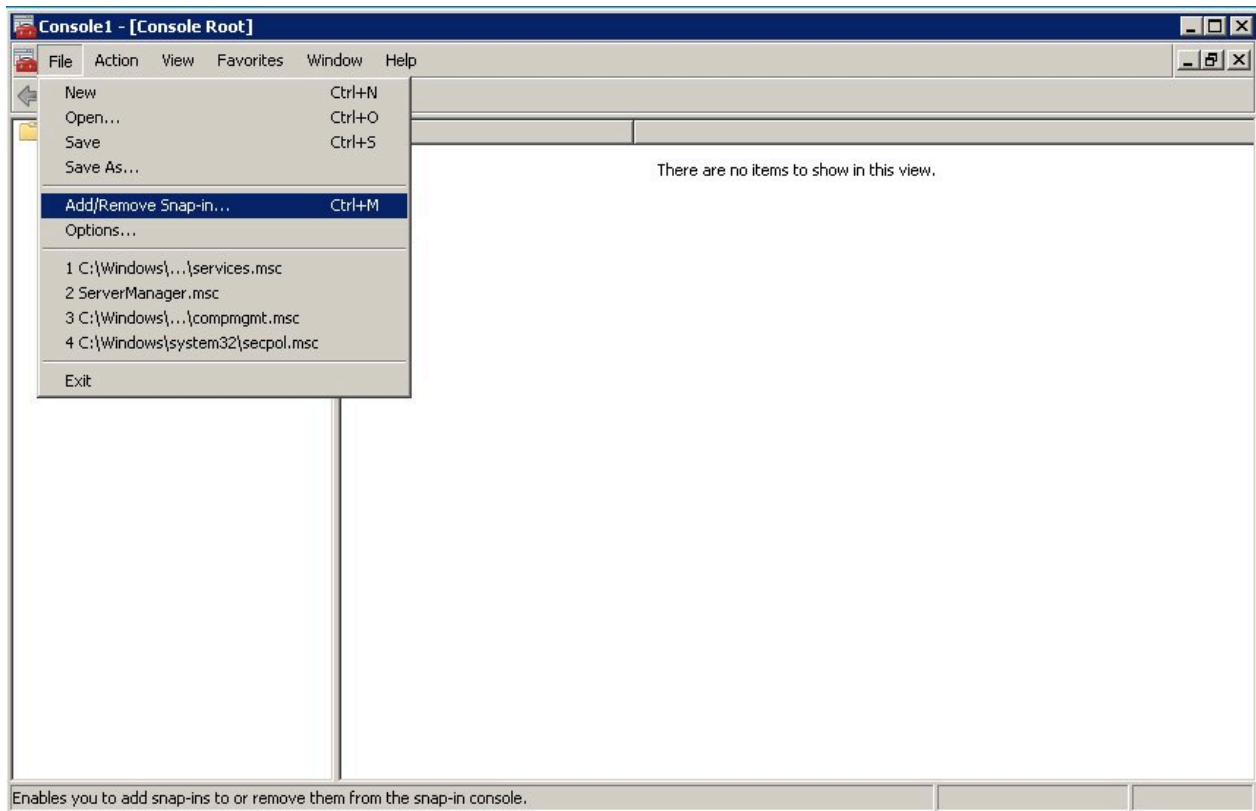 Console1 - [Console Root]
File Action View Favorites Window Help
New Ctrl+N
Open... Ctrl+O
Save Ctrl+S
Save As...
Add/Remove Snap-in... Ctrl+M
Options...
1 C:\Windows\...\services.msc
2 ServerManager.msc
3 C:\Windows\...\compmgmt.msc
4 C:\Windows\system32\secpol.msc
Exit
There are no items to show in this view.
Enables you to add snap-ins to or remove them from the snap-in console.